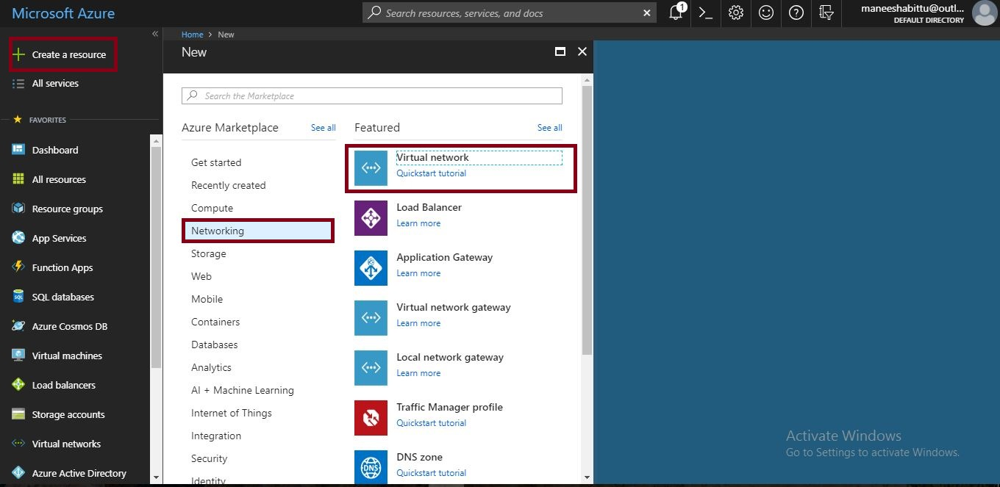 Microsoft Azure
Search resources, services, and docs
1
maneeshabittu@outl...
DEFAULT DIRECTORY
Create a resource
All services
FAVORITES
Dashboard
All resources
Resource groups
App Services
Function Apps
SQL databases
Azure Cosmos DB
Virtual machines
Load balancers
Storage accounts
Virtual networks
Azure Active Directory
Home > New
New
Search the Marketplace
Azure Marketplace See all
Get started
Recently created
Compute
Networking
Storage
Web
Mobile
Containers
Databases
Analytics
AI + Machine Learning
Internet of Things
Integration
Security
Identity
Featured See all
Virtual network
Quickstart tutorial
Load Balancer
Learn more
Application Gateway
Learn more
Virtual network gateway
Learn more
Local network gateway
Learn more
Traffic Manager profile
Quickstart tutorial
DNS
DNS zone
Quickstart tutorial
Activate Windows
Go to Settings to activate Windows.